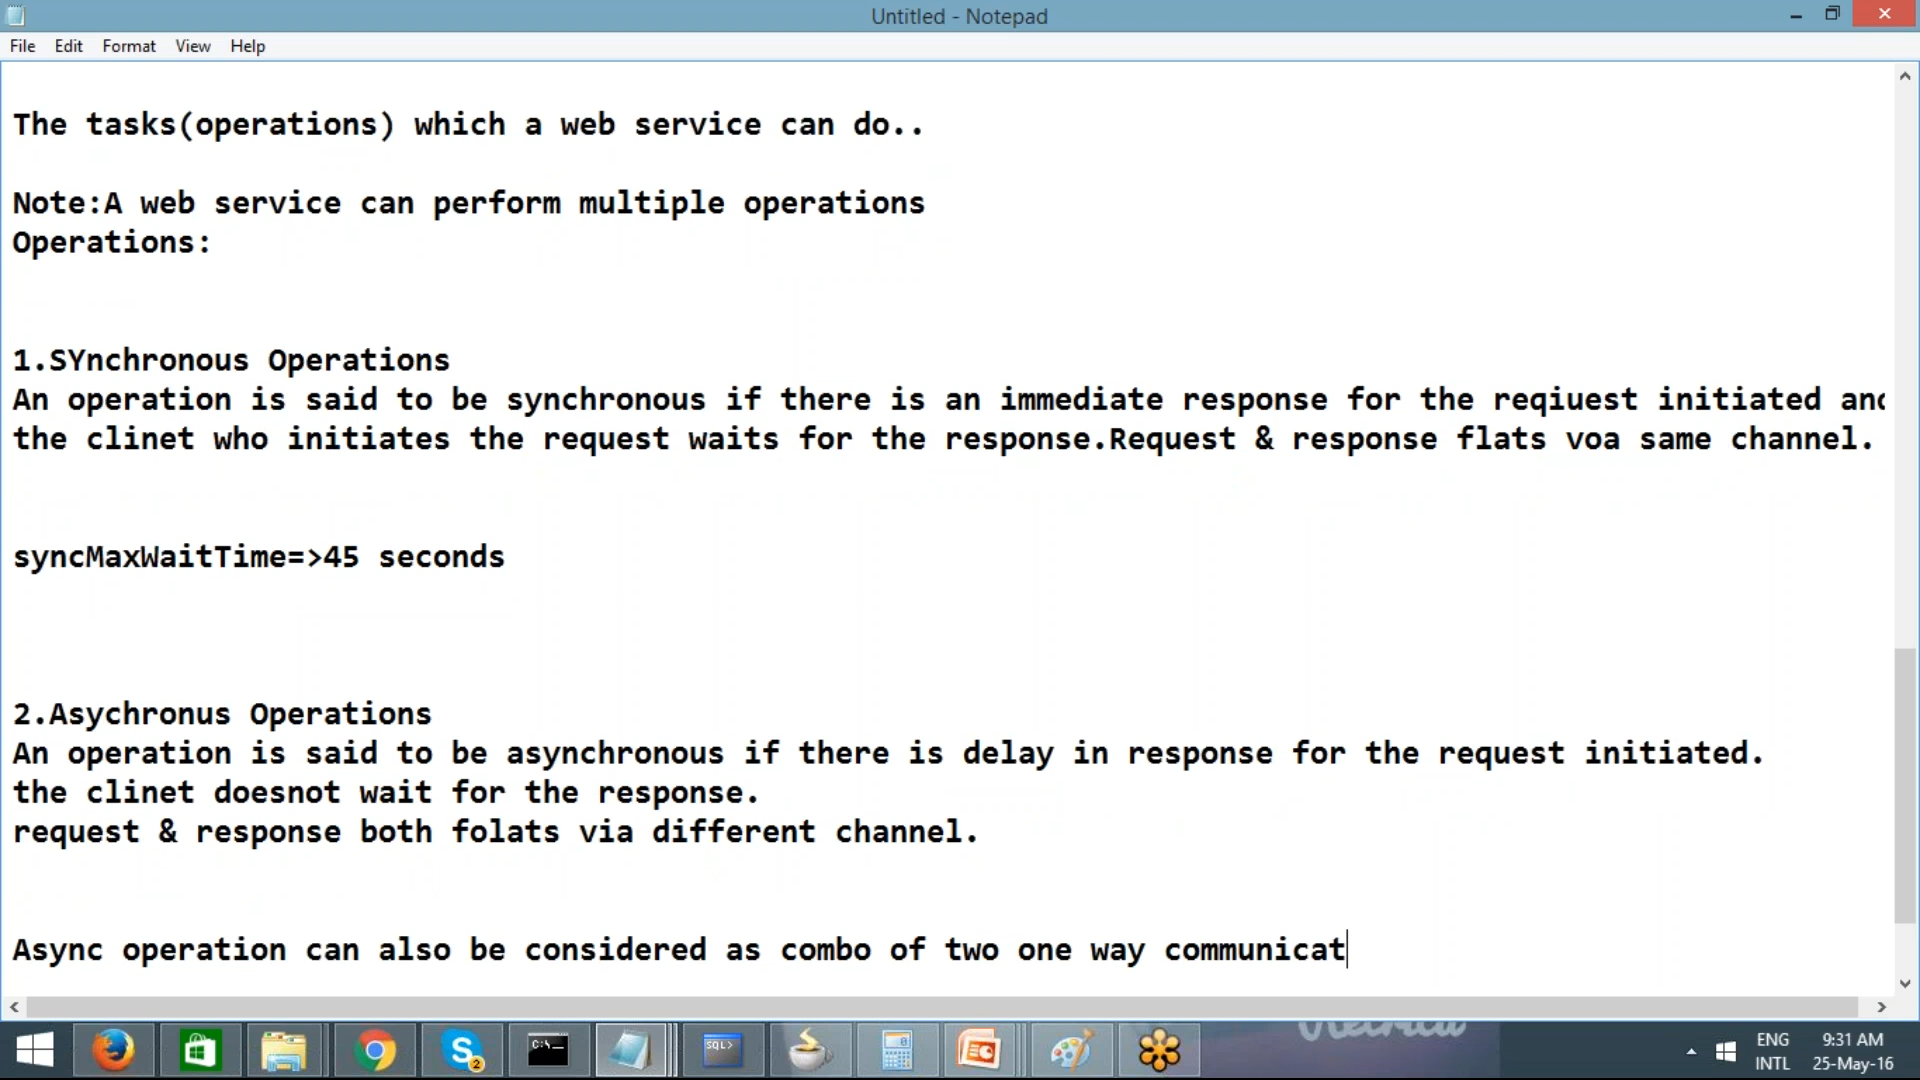 Untitled - Notepad
File Edit Format View Help
The tasks(operations) which a web service can do..
Note:A web service can perform multiple operations
Operations:
1.SYnchronous Operations
An operation is said to be synchronous if there is an immediate response for the reqiuest initiated and
the clinet who initiates the request waits for the response.Request & response flats voa same channel.
syncMaxWaitTime=>45 seconds
2.Asychronus Operations
An operation is said to be asynchronous if there is delay in response for the request initiated.
the clinet doesnot wait for the response.
request & response both folats via different channel.
Async operation can also be considered as combo of two one way communicat
ENG 9:31 AM
INTL 25-May-16